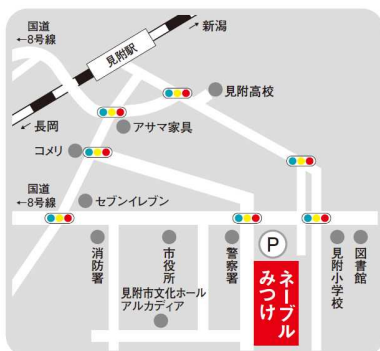 国道
←8号線
→新潟
見附駅
←長岡
見附高校
アサマ家具
コメリ
国道
←8号線
セブンイレブン
P
消防署
市役所
警察署
ネーブル
みつけ
見附小学校
図書館
見附市文化ホール
アルカディア